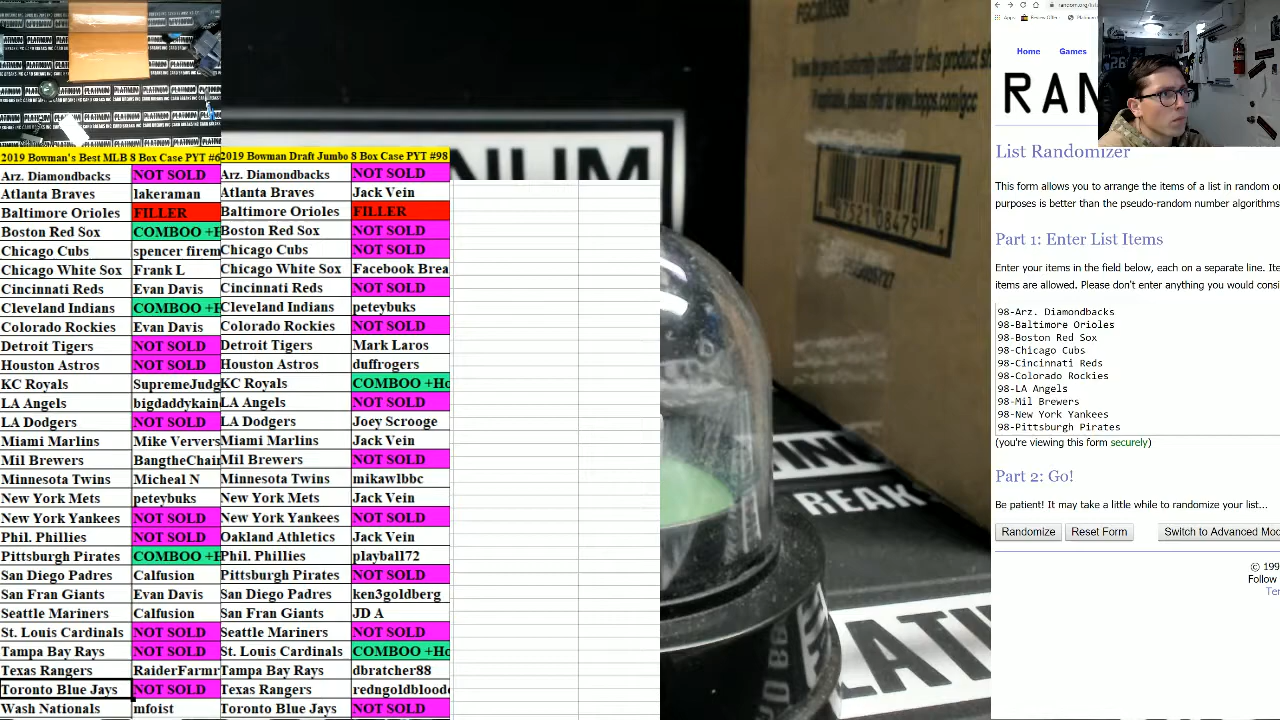 2019 Bowman's Best MLB 8 Box Case PYT #6
Arz. Diamondbacks NOT SOLD
Atlanta Braves lakeraman
Baltimore Orioles FILLER
Boston Red Sox COMBOO +H
Chicago Cubs spencer firem
Chicago White Sox Frank L
Cincinnati Reds Evan Davis
Cleveland Indians COMBOO +H
Colorado Rockies Evan Davis
Detroit Tigers NOT SOLD
Houston Astros NOT SOLD
KC Royals SupremeJudg
LA Angels bigdaddykain
LA Dodgers NOT SOLD
Miami Marlins Mike Ververs
Mil Brewers BangtheChai
Minnesota Twins Micheal N
New York Mets peteybuks
New York Yankees NOT SOLD
Phil. Phillies NOT SOLD
Pittsburgh Pirates COMBOO +H
San Diego Padres Calfusion
San Fran Giants Evan Davis
Seattle Mariners Calfusion
St. Louis Cardinals NOT SOLD
Tampa Bay Rays NOT SOLD
Texas Rangers RaiderFarmr
Toronto Blue Jays NOT SOLD
Wash Nationals mfoist
2019 Bowman Draft Jumbo 8 Box Case PYT #98
Arz. Diamondbacks NOT SOLD
Atlanta Braves Jack Vein
Baltimore Orioles FILLER
Boston Red Sox NOT SOLD
Chicago Cubs NOT SOLD
Chicago White Sox Facebook Brea
Cincinnati Reds NOT SOLD
Cleveland Indians peteybuks
Colorado Rockies NOT SOLD
Detroit Tigers Mark Laros
Houston Astros duffrogers
KC Royals COMBOO +Ho
LA Angels NOT SOLD
LA Dodgers Joey Scrooge
Miami Marlins Jack Vein
Mil Brewers NOT SOLD
Minnesota Twins mikawlbbc
New York Mets Jack Vein
New York Yankees NOT SOLD
Oakland Athletics Jack Vein
Phil. Phillies playball72
Pittsburgh Pirates NOT SOLD
San Diego Padres ken3goldberg
San Fran Giants JD A
Seattle Mariners NOT SOLD
St. Louis Cardinals COMBOO +Ho
Tampa Bay Rays dbratcher88
Texas Rangers redngoldbloode
Toronto Blue Jays NOT SOLD
NUM
REAK
LATI
Apps
Home Games
RAN
List Randomizer
This form allows you to arrange the items of a list in random o
purposes is better than the pseudo-random number algorithms
Part 1: Enter List Items
Enter your items in the field below, each on a separate line. It
items are allowed. Please don't enter anything you would consi
98-Arz. Diamondbacks
98-Baltimore Orioles
98-Boston Red Sox
98-Chicago Cubs
98-Cincinnati Reds
98-Colorado Rockies
98-LA Angels
98-Mil Brewers
98-New York Yankees
98-Pittsburgh Pirates
(you're viewing this form securely)
Part 2: Go!
Be patient! It may take a little while to randomize your list...
Randomize Reset Form Switch to Advanced Mod
© 199
Follow
Ter